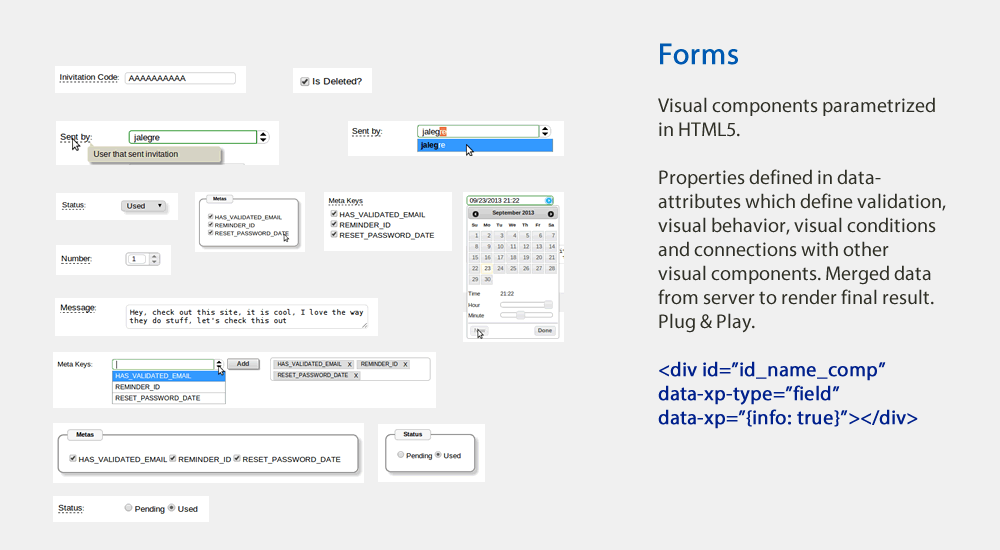 Forms
Visual components parametrized
in HTML5.
Properties defined in data-
attributes which define validation,
visual behavior, visual conditions
and connections with other
visual components. Merged data
from server to render final result.
Plug & Play.
<div id=”id_name_comp”
data-xp-type=”field”
data-xp=”{info: true}”></div>
Inivitation Code: AAAAAAAAAA
Is Deleted?
Sent by: jalegre
User that sent invitation
Sent by: jalegre
jalegre
Status: Used
Metas
HAS_VALIDATED_EMAIL
REMINDER_ID
RESET_PASSWORD_DATE
Meta Keys
HAS_VALIDATED_EMAIL
REMINDER_ID
RESET_PASSWORD_DATE
09/23/2013 21:22
September 2013
Su Mo Tu We Th Fr Sa
1 2 3 4 5 6 7
8 9 10 11 12 13 14
15 16 17 18 19 20 21
22 23 24 25 26 27 28
29 30
Time 21:22
Hour
Minute
Done
Number: 1
Message: Hey, check out this site, it is cool, I love the way
they do stuff, let's check this out
Meta Keys: Add
HAS_VALIDATED_EMAIL
REMINDER_ID
RESET_PASSWORD_DATE
HAS_VALIDATED_EMAIL X REMINDER_ID X
RESET_PASSWORD_DATE X
Metas
HAS_VALIDATED_EMAIL REMINDER_ID RESET_PASSWORD_DATE
Status
Pending Used
Status: Pending Used